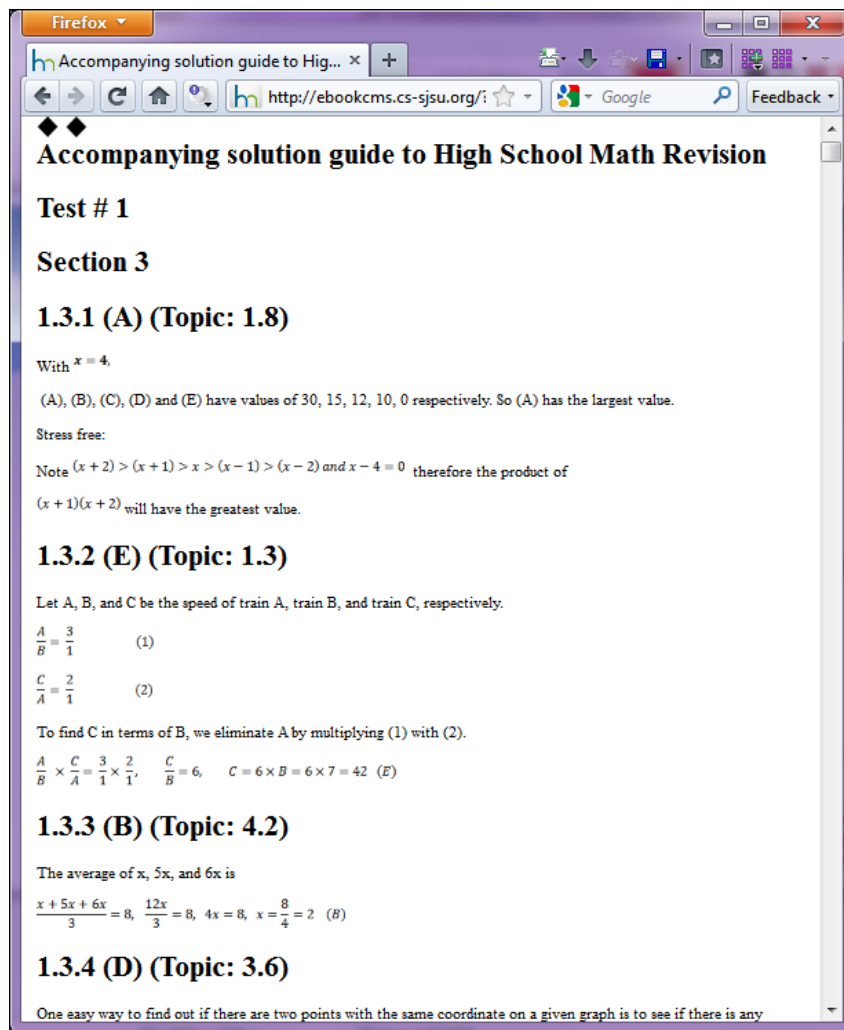 Firefox
Accompanying solution guide to Hig... × +
http://ebookcms.cs-sjsu.org/ Google Feedback
Accompanying solution guide to High School Math Revision
Test # 1
Section 3
1.3.1 (A) (Topic: 1.8)
With x = 4,
(A), (B), (C), (D) and (E) have values of 30, 15, 12, 10, 0 respectively. So (A) has the largest value.
Stress free:
Note (x + 2) > (x + 1) > x > (x − 1) > (x − 2) and x − 4 = 0 therefore the product of
(x + 1)(x + 2) will have the greatest value.
1.3.2 (E) (Topic: 1.3)
Let A, B, and C be the speed of train A, train B, and train C, respectively.
A/B = 3/1 (1)
C/A = 2/1 (2)
To find C in terms of B, we eliminate A by multiplying (1) with (2).
A/B × C/A = 3/1 × 2/1, C/B = 6, C = 6 × B = 6 × 7 = 42 (E)
1.3.3 (B) (Topic: 4.2)
The average of x, 5x, and 6x is
(x + 5x + 6x)/3 = 8, 12x/3 = 8, 4x = 8, x = 8/4 = 2 (B)
1.3.4 (D) (Topic: 3.6)
One easy way to find out if there are two points with the same coordinate on a given graph is to see if there is any